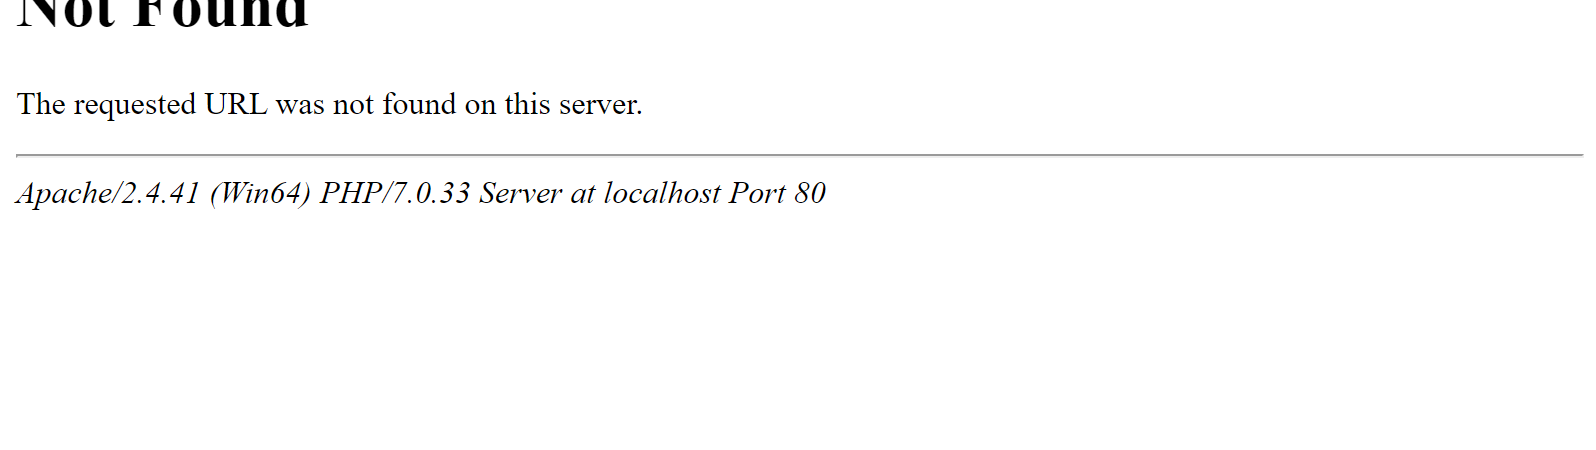 Not Found
The requested URL was not found on this server.
Apache/2.4.41 (Win64) PHP/7.0.33 Server at localhost Port 80